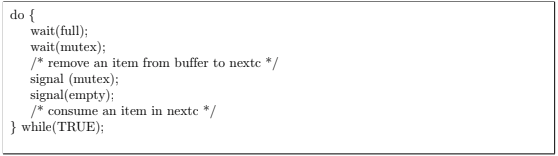 do {
wait(full);
wait(mutex);
/* remove an item from buffer to nextc */
signal (mutex);
signal(empty);
/* consume an item in nextc */
} while(TRUE);